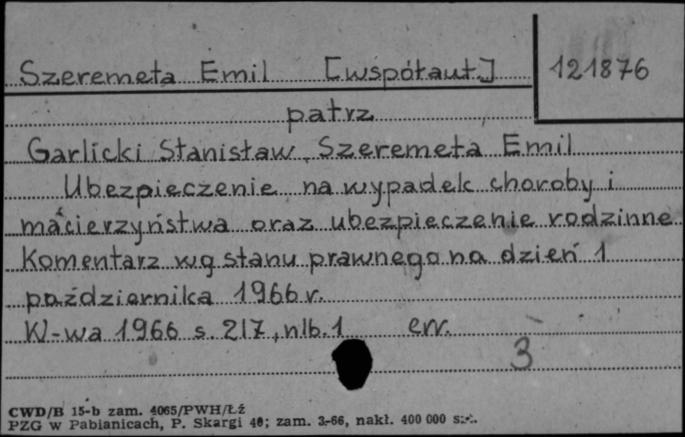 Szeremeta Emil [współaut.] 121876
patrz
Garlicki Stanisław, Szeremeta Emil
Ubezpieczenie na wypadek choroby i
macierzyństwa oraz ubezpieczenie rodzinne
Komentarz wg stanu prawnego na dzień 1
października 1966 r.
W-wa 1966 s. 217, nlb. 1 err.
3
CWD/B 15-b zam. 4065/PWH/Łź
PZG w Pabianicach, P. Skargi 40; zam. 3-66, nakł. 400 000 szt.